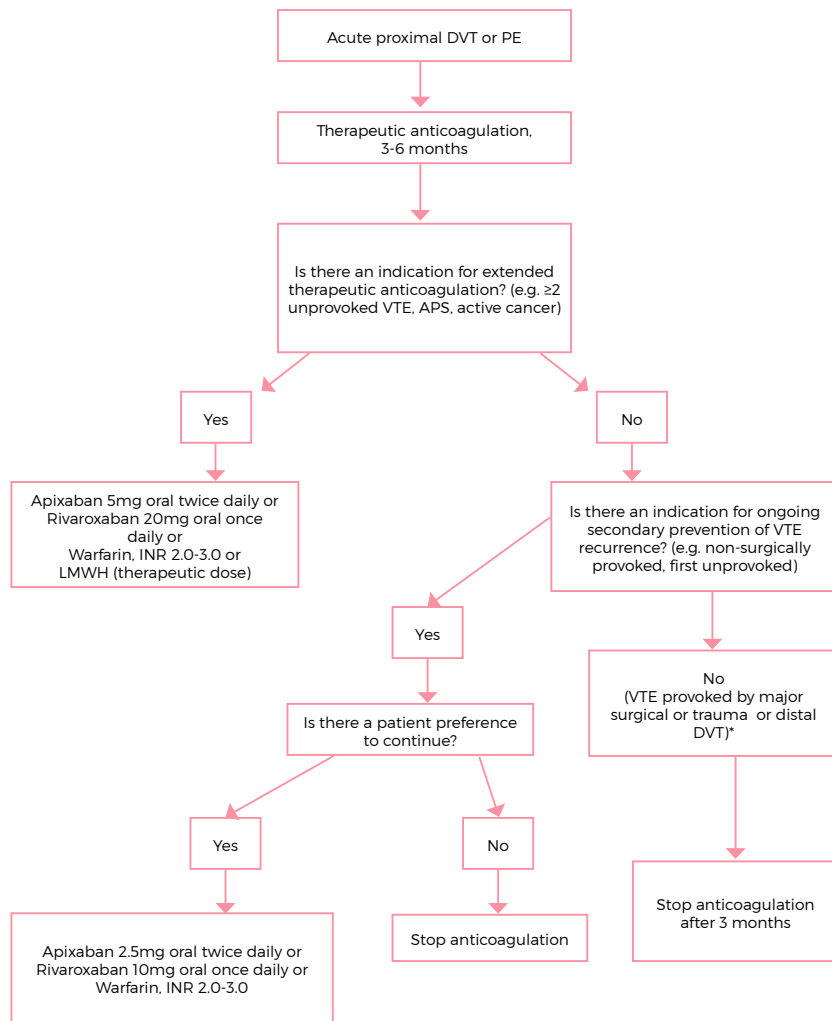 Acute proximal DVT or PE
Therapeutic anticoagulation,
3-6 months
Is there an indication for extended
therapeutic anticoagulation? (e.g. ≥2
unprovoked VTE, APS, active cancer)
Yes
No
Apixaban 5mg oral twice daily or
Rivaroxaban 20mg oral once
daily or
Warfarin, INR 2.0-3.0 or
LMWH (therapeutic dose)
Is there an indication for ongoing
secondary prevention of VTE
recurrence? (e.g. non-surgically
provoked, first unprovoked)
Yes
No
(VTE provoked by major
surgical or trauma or distal
DVT)*
Is there a patient preference
to continue?
Yes
No
Stop anticoagulation
after 3 months
Stop anticoagulation
Apixaban 2.5mg oral twice daily or
Rivaroxaban 10mg oral once daily or
Warfarin, INR 2.0-3.0